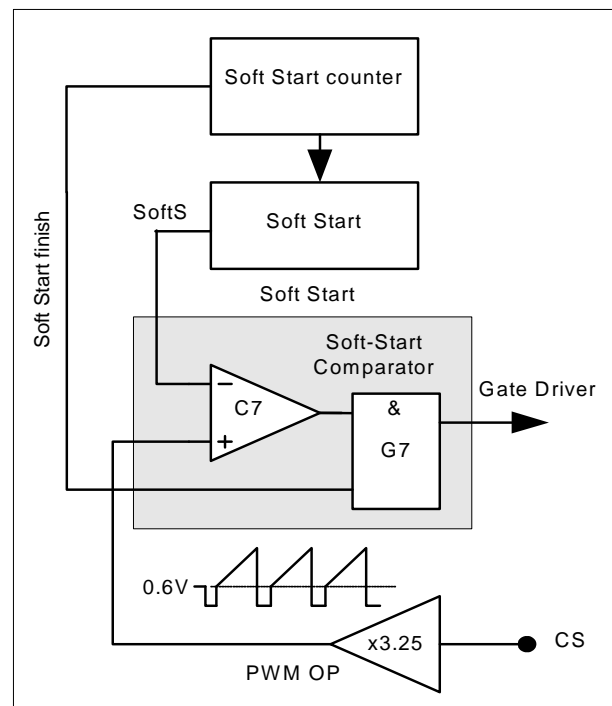 Soft Start counter
SoftS
Soft Start
Soft Start finish
Soft Start
Soft-Start
Comparator
Gate Driver
−
C7
+
&
G7
0.6V
x3.25
CS
PWM OP